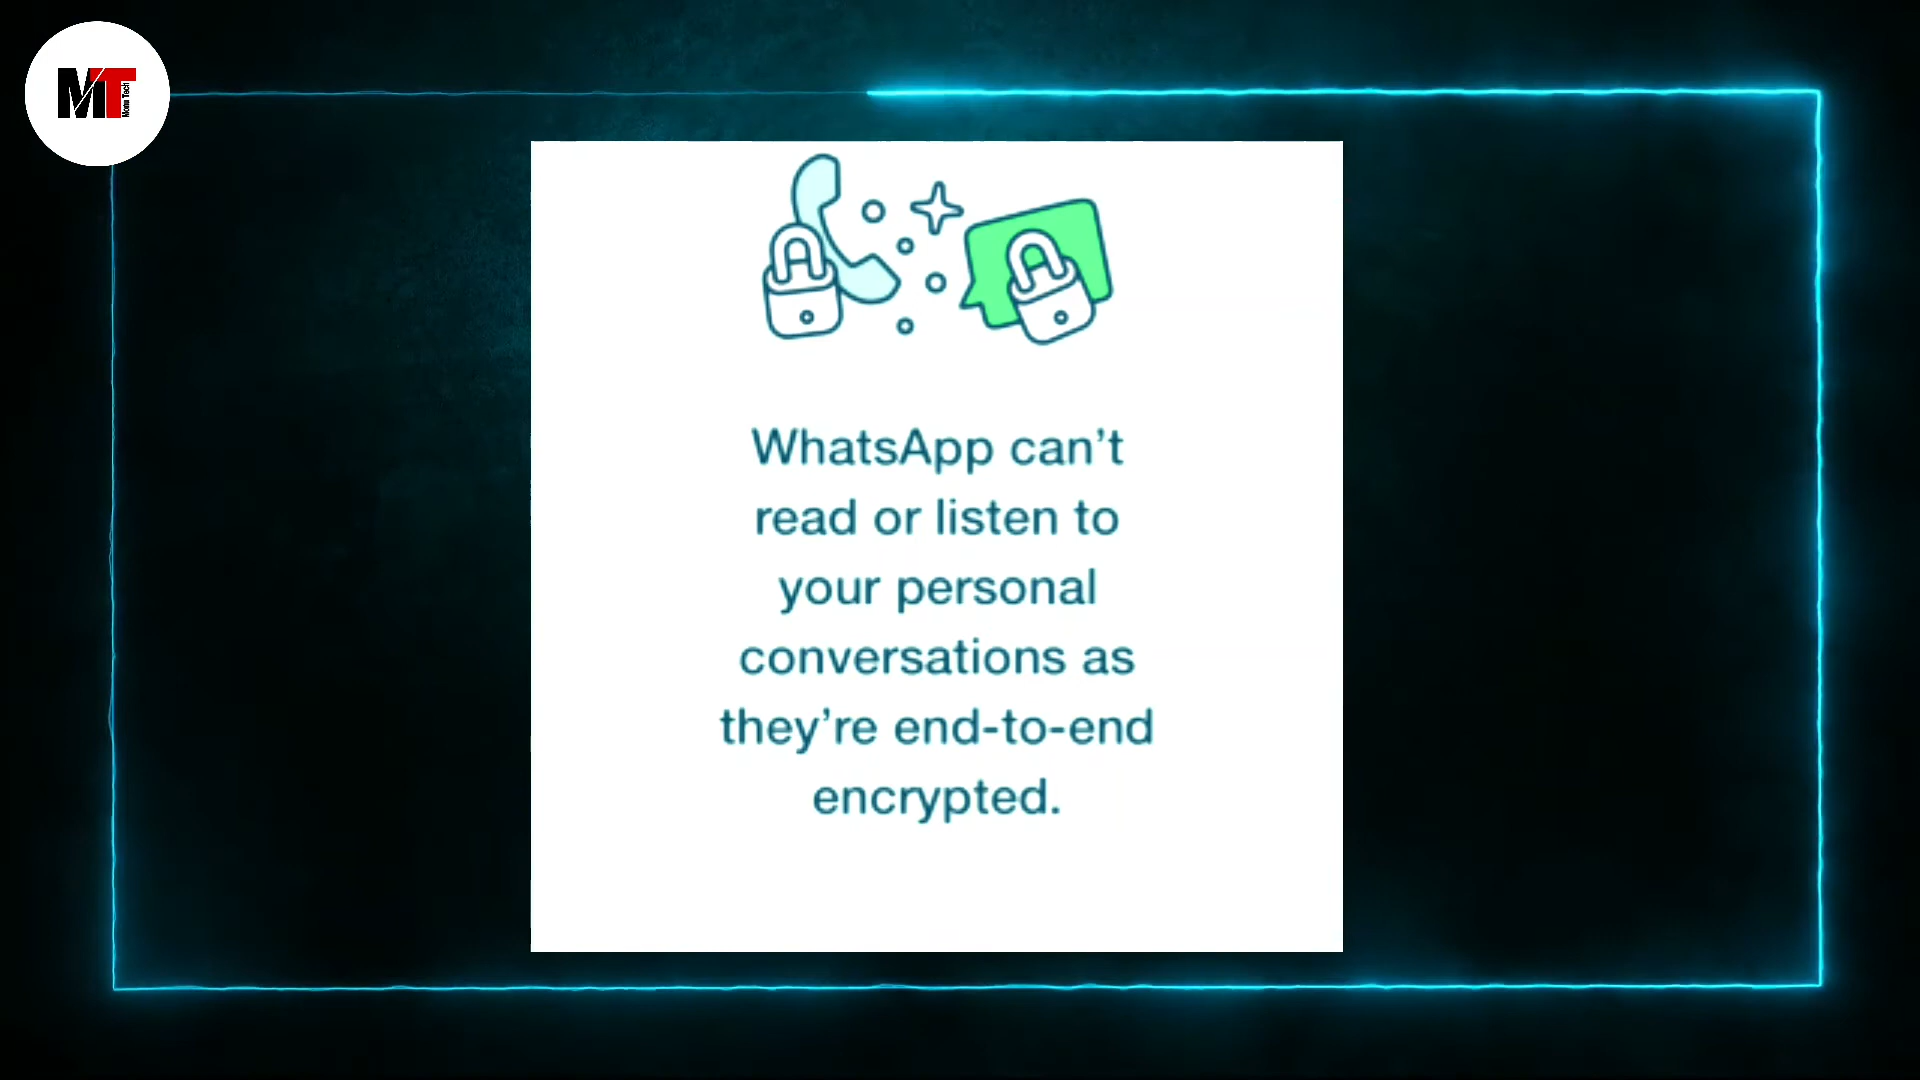 MT
WhatsApp can’t
read or listen to
your personal
conversations as
they’re end-to-end
encrypted.